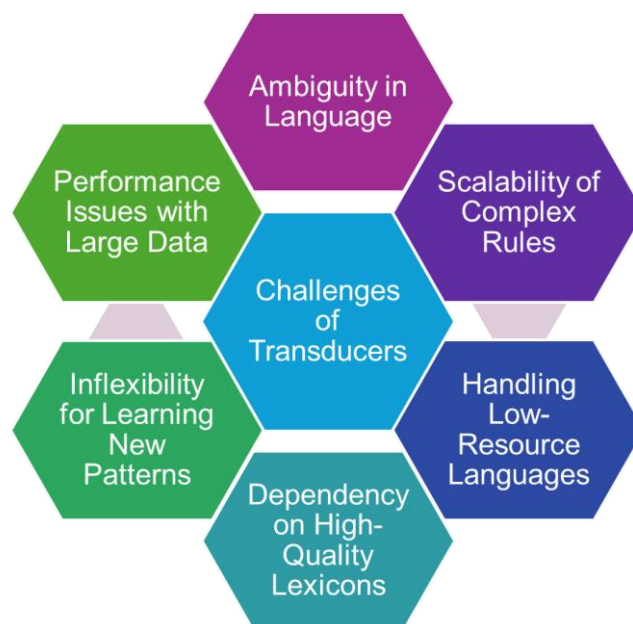 Ambiguity in
Language
Performance
Issues with
Large Data
Scalability of
Complex
Rules
Challenges
of
Transducers
Inflexibility
for Learning
New
Patterns
Handling
Low-
Resource
Languages
Dependency
on High-
Quality
Lexicons